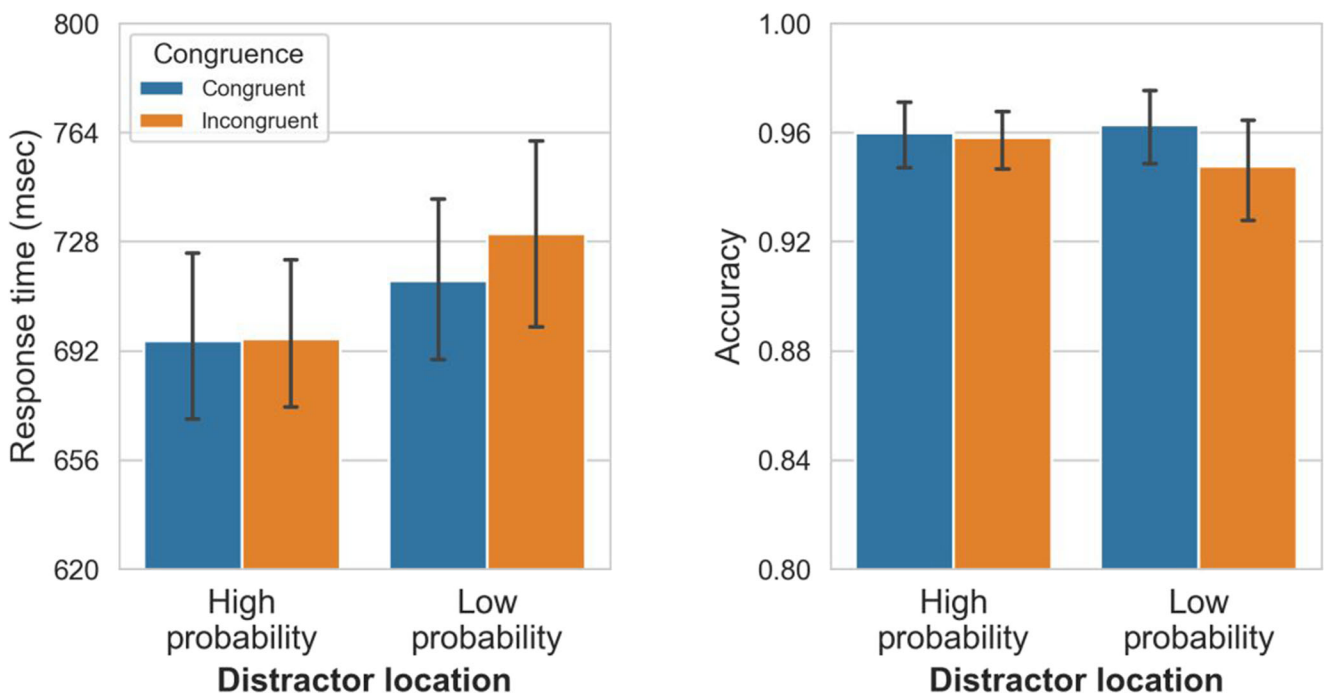 Response time (msec)
800
764
728
692
656
620
Congruence
Congruent
Incongruent
High
probability
Low
probability
Distractor location
Accuracy
1.00
0.96
0.92
0.88
0.84
0.80
High
probability
Low
probability
Distractor location